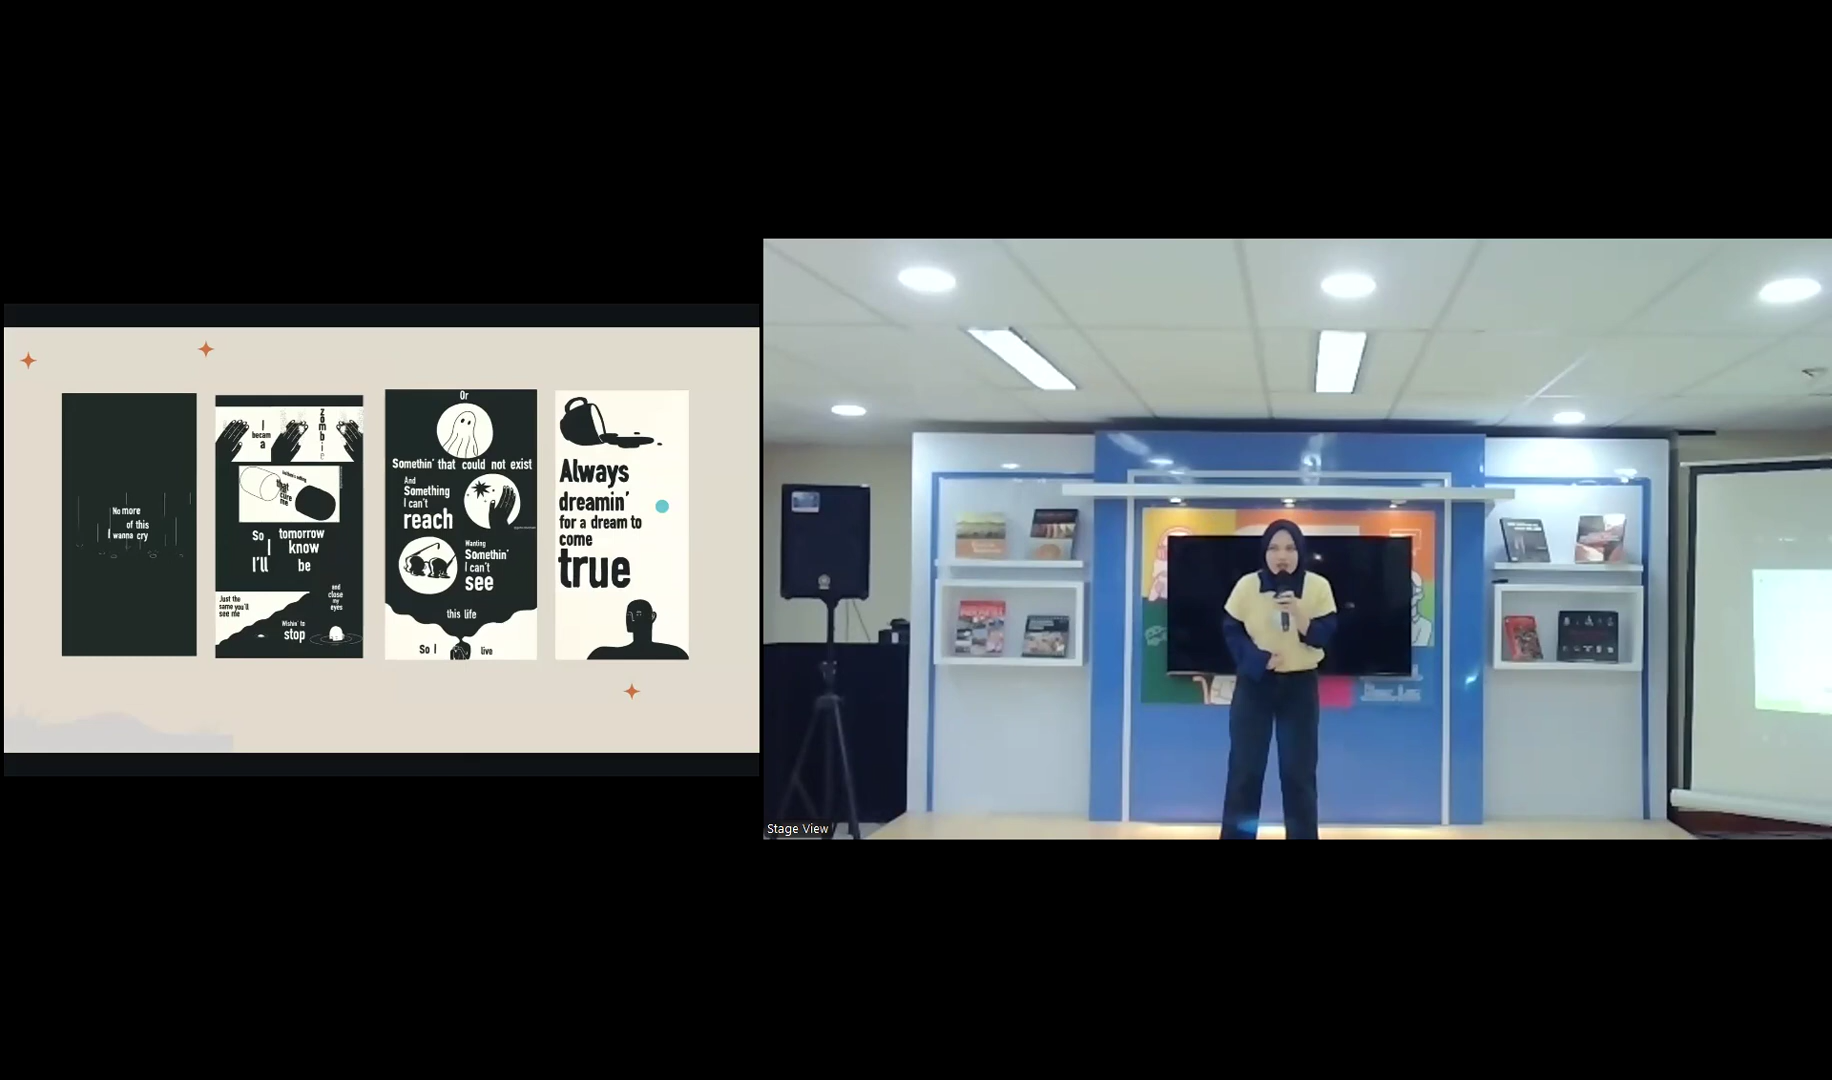 No more
of this
I wanna cry
I
becam
a
zombie
that
cure
me
So
tomorrow
I
know
I'll
be
Just the
same you'll
see me
and
close
my
eyes
Wishin' to
stop
Or
Somethin' that could not exist
And
Something
I can't
reach
Wanting
Somethin'
I can't
see
this life
So I
live
Always
dreamin'
for a dream to
come
true
Stage View